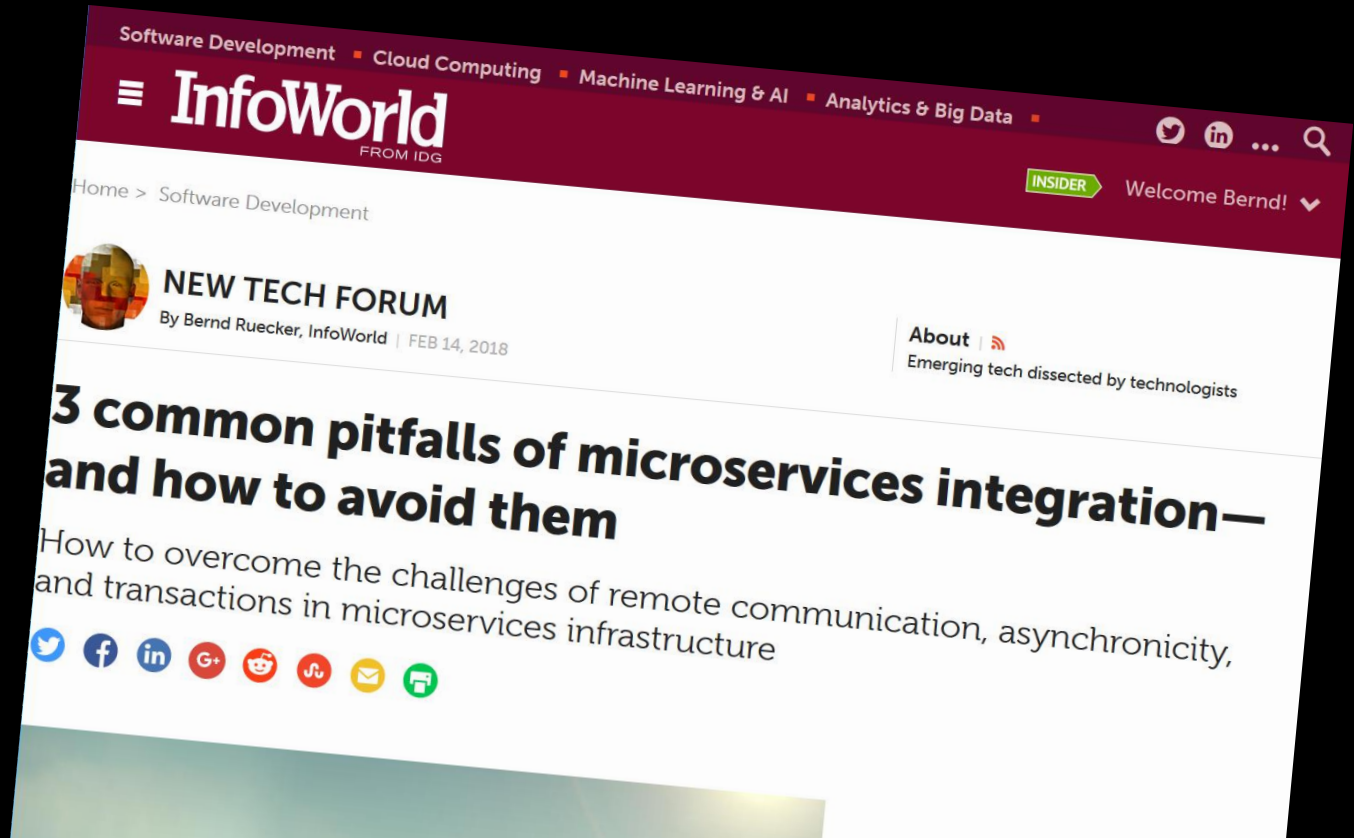 Software Development ▪ Cloud Computing ▪ Machine Learning & AI ▪ Analytics & Big Data ▪
InfoWorld
FROM IDG
INSIDER
Welcome Bernd!
Home > Software Development
NEW TECH FORUM
By Bernd Ruecker, InfoWorld | FEB 14, 2018
About
Emerging tech dissected by technologists
3 common pitfalls of microservices integration—
and how to avoid them
How to overcome the challenges of remote communication, asynchronicity,
and transactions in microservices infrastructure